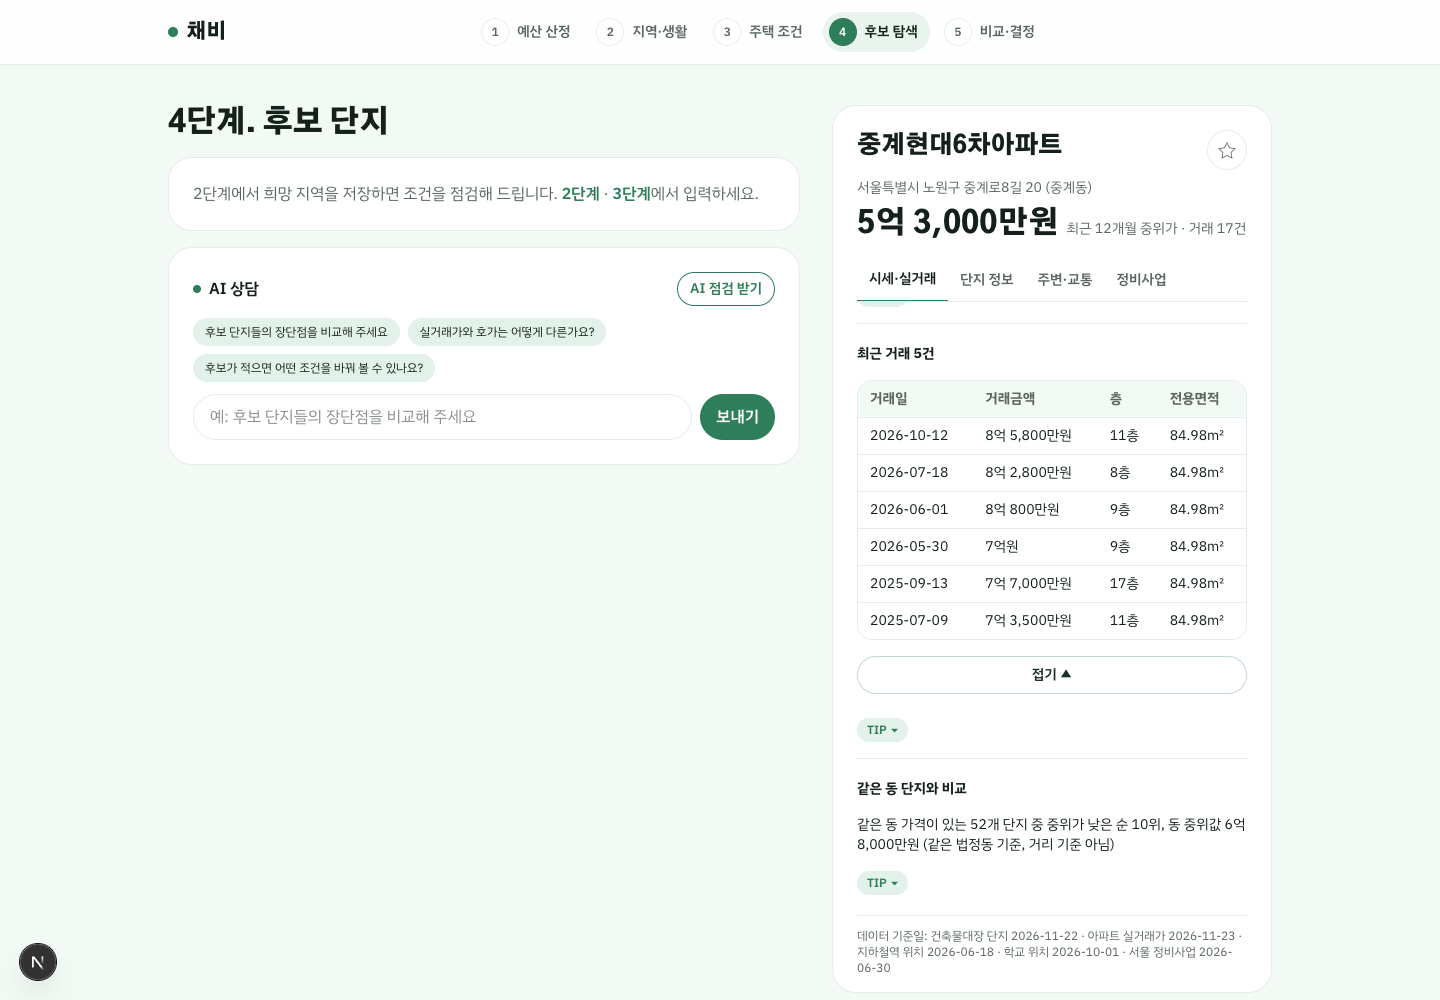 채비
1 예산 산정
2 지역·생활
3 주택 조건
4 후보 탐색
5 비교·결정
4단계. 후보 단지
2단계에서 희망 지역을 저장하면 조건을 점검해 드립니다. 2단계 · 3단계에서 입력하세요.
AI 상담
AI 점검 받기
후보 단지들의 장단점을 비교해 주세요
실거래가와 호가는 어떻게 다른가요?
후보가 적으면 어떤 조건을 바꿔 볼 수 있나요?
예: 후보 단지들의 장단점을 비교해 주세요
보내기
중계현대6차아파트
서울특별시 노원구 중계로8길 20 (중계동)
5억 3,000만원 최근 12개월 중위가 · 거래 17건
시세·실거래 단지 정보 주변·교통 정비사업
최근 거래 5건
거래일 거래금액 층 전용면적
2026-10-12 8억 5,800만원 11층 84.98m²
2026-07-18 8억 2,800만원 8층 84.98m²
2026-06-01 8억 800만원 9층 84.98m²
2026-05-30 7억원 9층 84.98m²
2025-09-13 7억 7,000만원 17층 84.98m²
2025-07-09 7억 3,500만원 11층 84.98m²
접기 ▲
TIP
같은 동 단지와 비교
같은 동 가격이 있는 52개 단지 중 중위가 낮은 순 10위, 동 중위값 6억
8,000만원 (같은 법정동 기준, 거리 기준 아님)
TIP
데이터 기준일: 건축물대장 단지 2026-11-22 · 아파트 실거래가 2026-11-23 ·
지하철역 위치 2026-06-18 · 학교 위치 2026-10-01 · 서울 정비사업 2026-
06-30
N